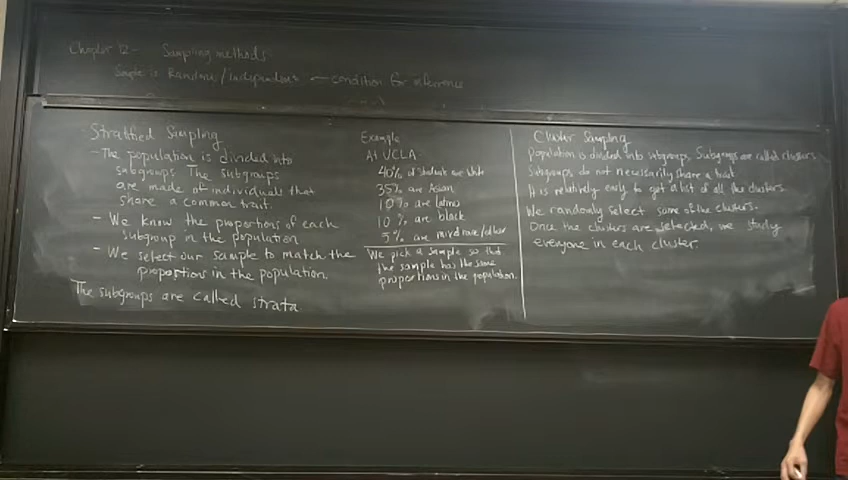 Chapter 12- Sampling methods
Sample is Random/independent ← condition for inference
Stratified Sampling
- The population is divided into
subgroups. The subgroups
are made of individuals that
share a common trait.
- We know the proportions of each
subgroup in the population
- We select our sample to match the
proportions in the population.
The subgroups are called strata
Example
At UCLA
40% of students are white
35% are Asian
10% are latino
10% are black
5% are mixed race/other
We pick a sample so that
the sample has the same
proportions in the population.
Cluster Sampling
Population is divided into subgroups. Subgroups are called clusters
Subgroups do not necessarily share a trait
It is relatively easy to get a list of all the clusters
We randomly select some of the clusters.
Once the clusters are selected, we study
everyone in each cluster.